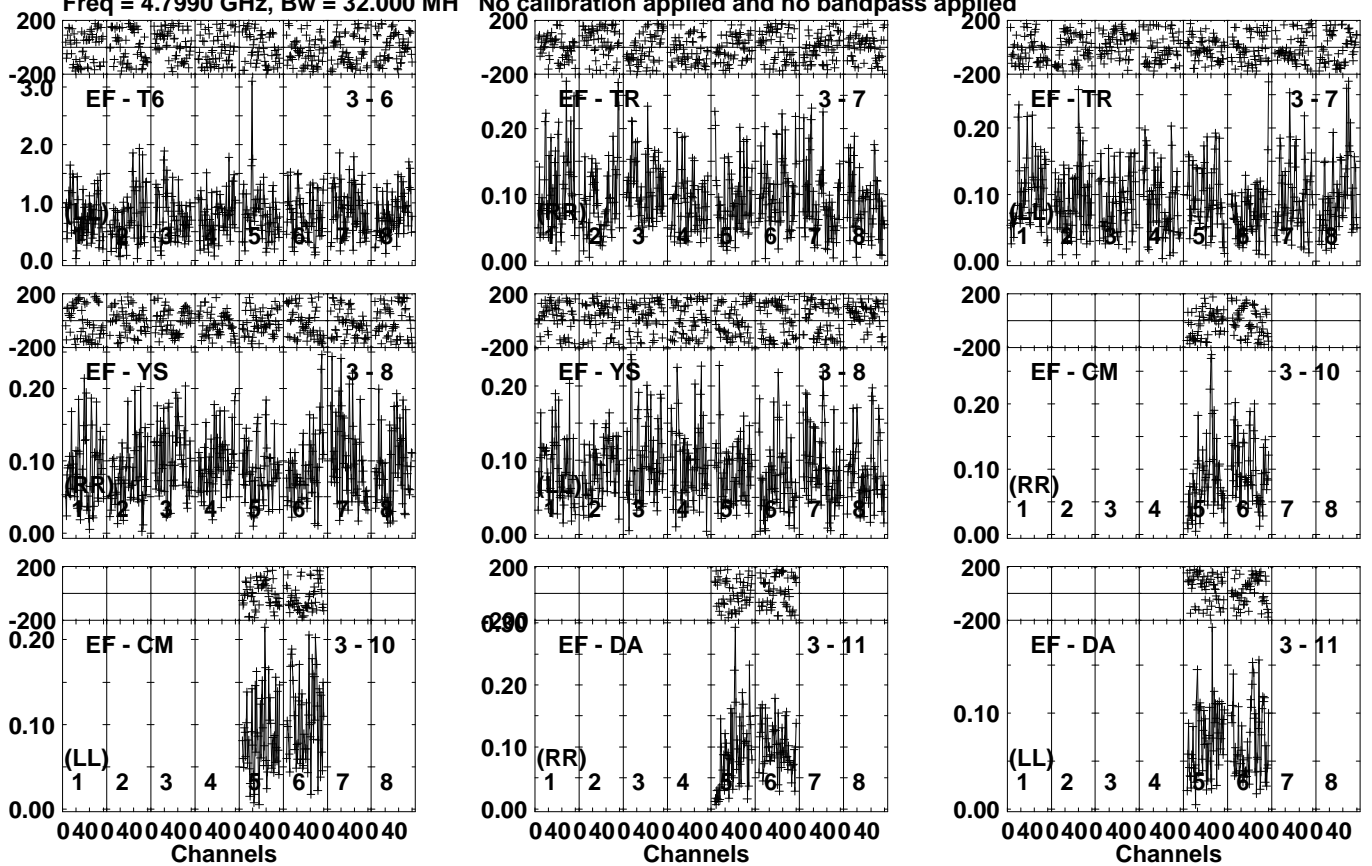 Freq = 4.7990 GHz, Bw = 32.000 MH No calibration applied and no bandpass applied
200 200 200
-200 -200 -200
3.0 EF - T6 3 - 6 EF - TR 3 - 7 EF - TR 3 - 7
2.0 0.20 0.20
1.0 0.10 0.10
(RR) (LL)
1 2 3 4 5 6 7 8 1 2 3 4 5 6 7 8 1 2 3 4 5 6 7 8
0.0 0.00 0.00
200 200 200
-200 -200 -200
EF - YS 3 - 8 EF - YS 3 - 8 EF - CM 3 - 10
0.20 0.20 0.20
0.10 0.10 0.10
(RR) (LL) (RR)
1 2 3 4 5 6 7 8 1 2 3 4 5 6 7 8 1 2 3 4 5 6 7 8
0.00 0.00 0.00
200 200 200
-200 -200 -200
0.30
0.20 EF - CM 3 - 10 EF - DA 3 - 11 EF - DA 3 - 11
0.20
0.10 0.10 0.10
(LL) (RR) (LL)
1 2 3 4 5 6 7 8 1 2 3 4 5 6 7 8 1 2 3 4 5 6 7 8
0.00 0.00 0.00
0 40 0 40 0 40 0 40 0 40 0 40 0 40 0 40 0 40 0 40 0 40 0 40 0 40 0 40 0 40 0 40 0 40 0 40 0 40 0 40 0 40 0 40 0 40 0 40
Channels Channels Channels